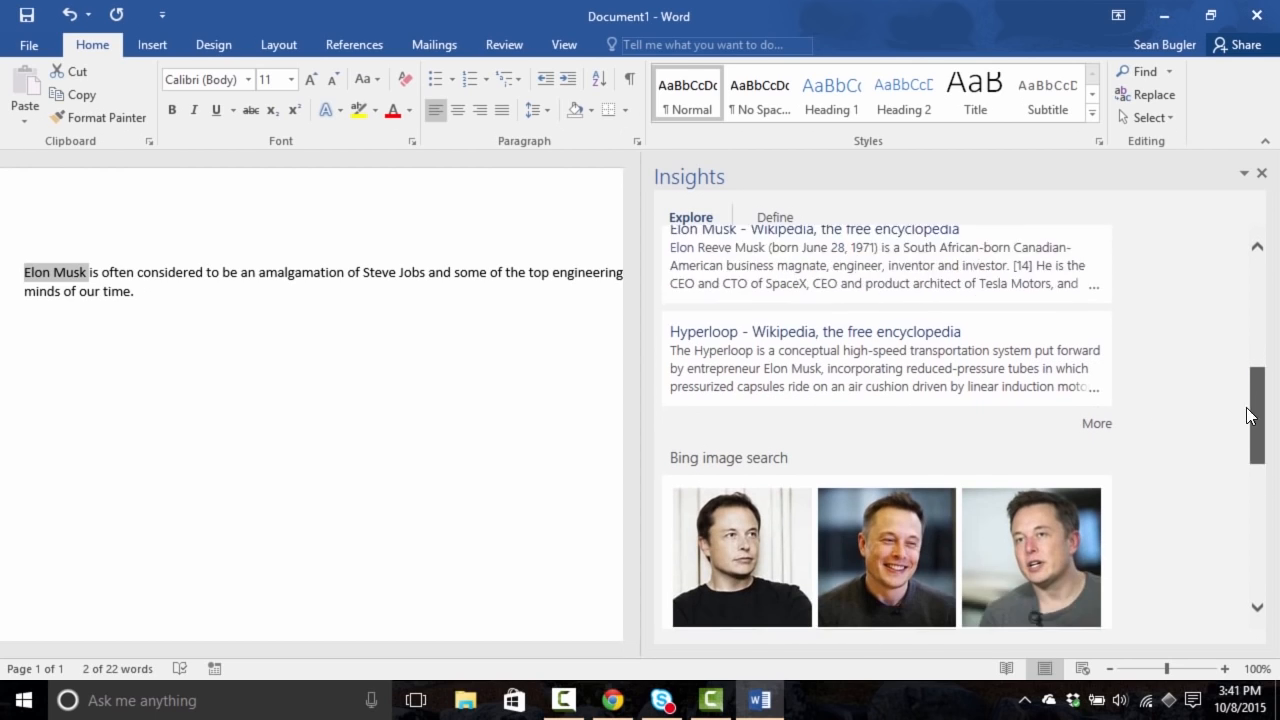 Document1 - Word
File Home Insert Design Layout References Mailings Review View Tell me what you want to do... Sean Bugler Share
Paste
Cut
Copy
Format Painter
Clipboard
Calibri (Body) 11 Aa
B I U abc x₂ x² A ab A
Font
Paragraph
AaBbCcDc AaBbCcDc AaBbCc AaBbCcD AaB AaBbCcD
¶ Normal ¶ No Spac... Heading 1 Heading 2 Title Subtitle
Styles
Find
Replace
Select
Editing
Elon Musk is often considered to be an amalgamation of Steve Jobs and some of the top engineering
minds of our time.
Insights
Explore Define
Elon Musk - Wikipedia, the free encyclopedia
Elon Reeve Musk (born June 28, 1971) is a South African-born Canadian-
American business magnate, engineer, inventor and investor. [14] He is the
CEO and CTO of SpaceX, CEO and product architect of Tesla Motors, and ...
Hyperloop - Wikipedia, the free encyclopedia
The Hyperloop is a conceptual high-speed transportation system put forward
by entrepreneur Elon Musk, incorporating reduced-pressure tubes in which
pressurized capsules ride on an air cushion driven by linear induction moto...
More
Bing image search
Page 1 of 1 2 of 22 words 100%
Ask me anything
3:41 PM
10/8/2015